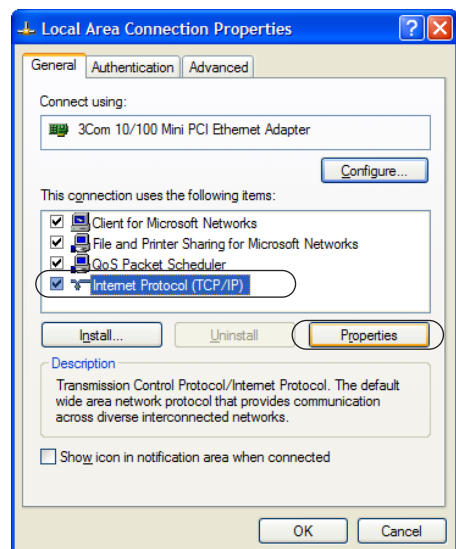 Local Area Connection Properties
General Authentication Advanced
Connect using:
3Com 10/100 Mini PCI Ethernet Adapter
Configure...
This connection uses the following items:
Client for Microsoft Networks
File and Printer Sharing for Microsoft Networks
QoS Packet Scheduler
Internet Protocol (TCP/IP)
Install... Uninstall Properties
Description
Transmission Control Protocol/Internet Protocol. The default
wide area network protocol that provides communication
across diverse interconnected networks.
Show icon in notification area when connected
OK Cancel